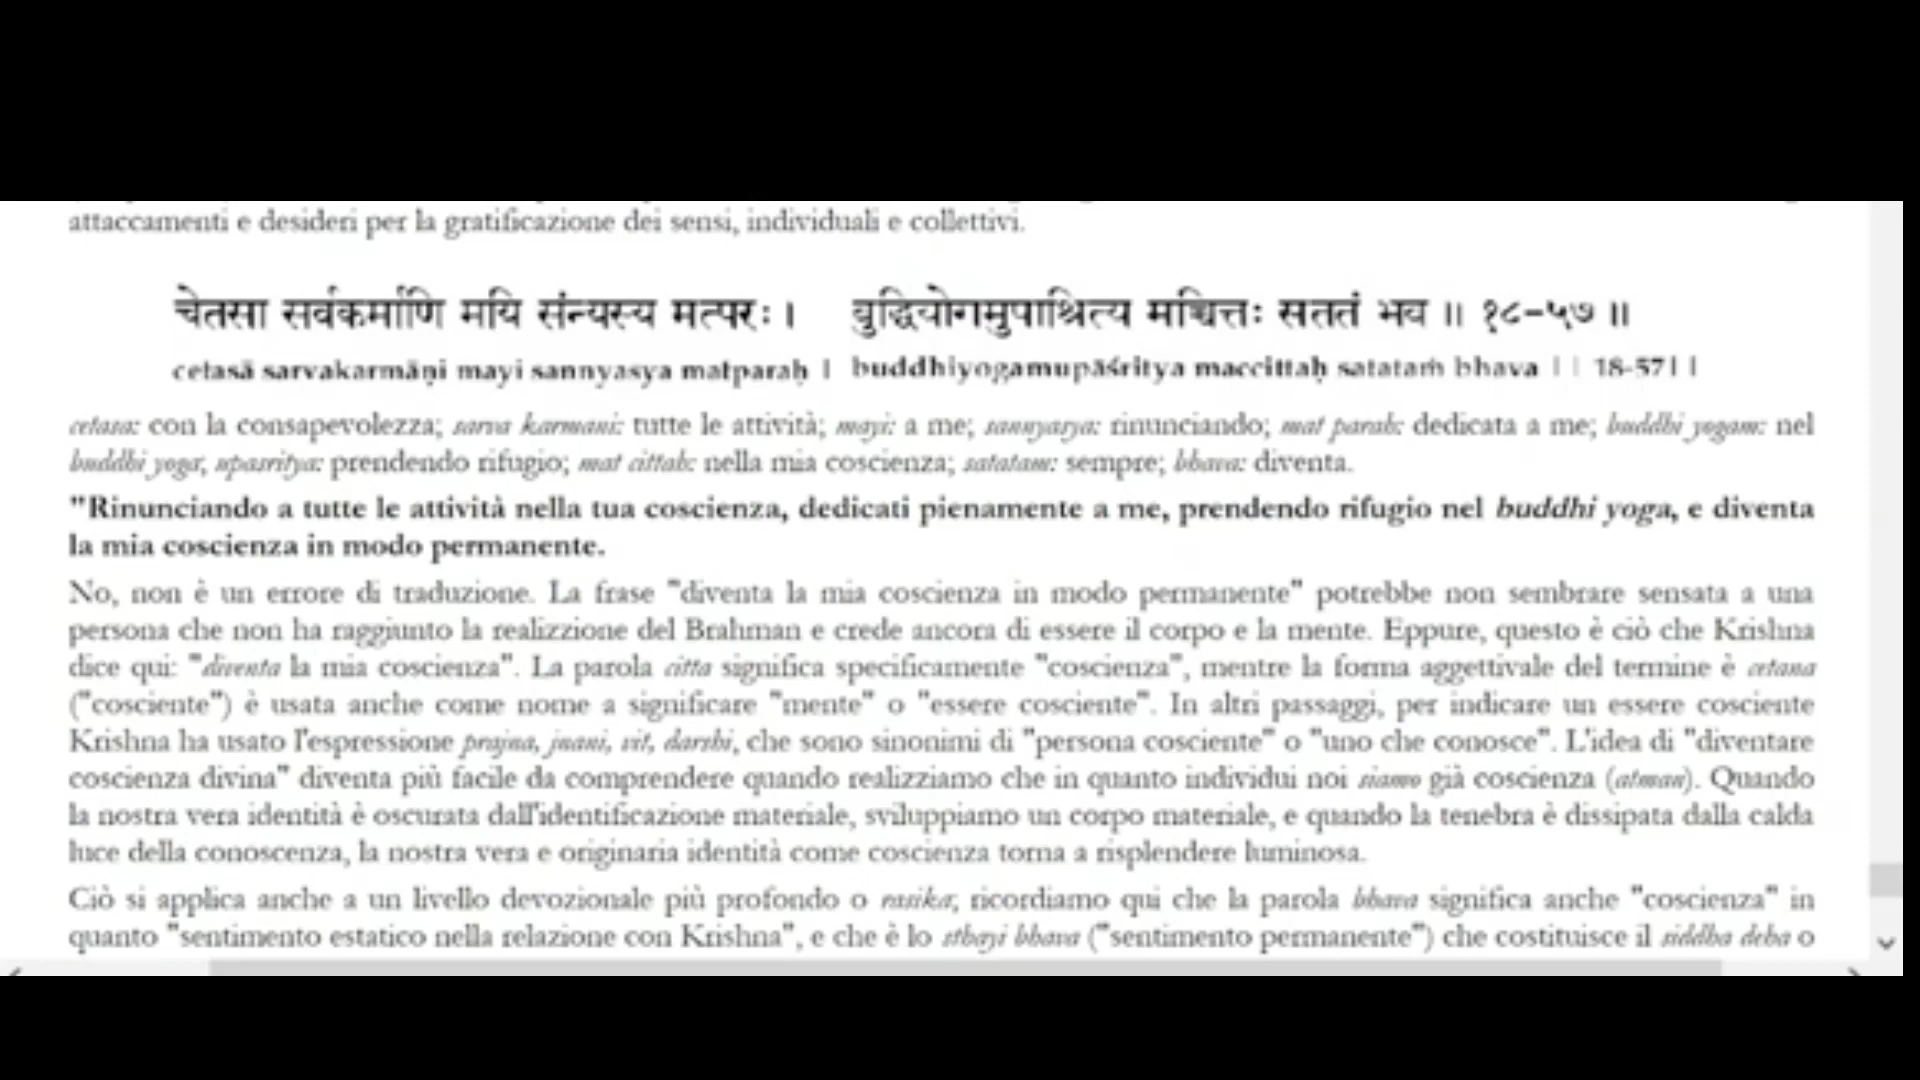 attaccamenti e desideri per la gratificazione dei sensi, individuali e collettivi.
चेतसा सर्वकर्माणि मयि संन्यस्य मत्परः । बुद्धियोगमुपाश्रित्य मच्चित्तः सततं भव ॥ १८-५७ ॥
cetasā sarvakarmāṇi mayi sannyasya matparaḥ | buddhiyogamupāśritya maccittaḥ satataṁ bhava || 18-57||
cetasa: con la consapevolezza; sarva karmani: tutte le attività; mayi: a me; sannyasya: rinunciando; mat parah: dedicata a me; buddhi yogam: nel
buddhi yoga; upasritya: prendendo rifugio; mat cittah: nella mia coscienza; satatam: sempre; bhava: diventa.
"Rinunciando a tutte le attività nella tua coscienza, dedicati pienamente a me, prendendo rifugio nel buddhi yoga, e diventa
la mia coscienza in modo permanente.
No, non è un errore di traduzione. La frase "diventa la mia coscienza in modo permanente" potrebbe non sembrare sensata a una
persona che non ha raggiunto la realizzione del Brahman e crede ancora di essere il corpo e la mente. Eppure, questo è ciò che Krishna
dice qui: "diventa la mia coscienza". La parola citta significa specificamente "coscienza", mentre la forma aggettivale del termine è cetana
("cosciente") è usata anche come nome a significare "mente" o "essere cosciente". In altri passaggi, per indicare un essere cosciente
Krishna ha usato l'espressione prajna, jnani, vit, darshi, che sono sinonimi di "persona cosciente" o "uno che conosce". L'idea di "diventare
coscienza divina" diventa più facile da comprendere quando realizziamo che in quanto individui noi siamo già coscienza (atman). Quando
la nostra vera identità è oscurata dall'identificazione materiale, sviluppiamo un corpo materiale, e quando la tenebra è dissipata dalla calda
luce della conoscenza, la nostra vera e originaria identità come coscienza torna a risplendere luminosa.
Ciò si applica anche a un livello devozionale più profondo o rasika; ricordiamo qui che la parola bhava significa anche "coscienza" in
quanto "sentimento estatico nella relazione con Krishna", e che è lo sthayi bhava ("sentimento permanente") che costituisce il siddha deha o